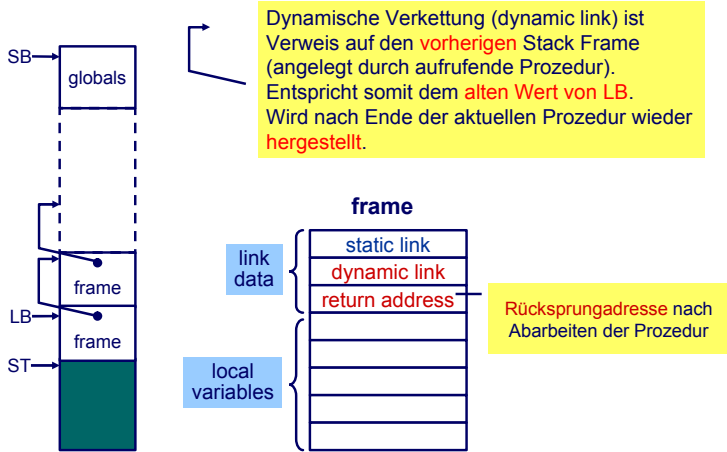 Dynamische Verkettung (dynamic link) ist
Verweis auf den vorherigen Stack Frame
(angelegt durch aufrufende Prozedur).
Entspricht somit dem alten Wert von LB.
Wird nach Ende der aktuellen Prozedur wieder
hergestellt.
SB
globals
frame
LB
frame
ST
frame
link
data
static link
dynamic link
return address
local
variables
Rücksprungadresse nach
Abarbeiten der Prozedur